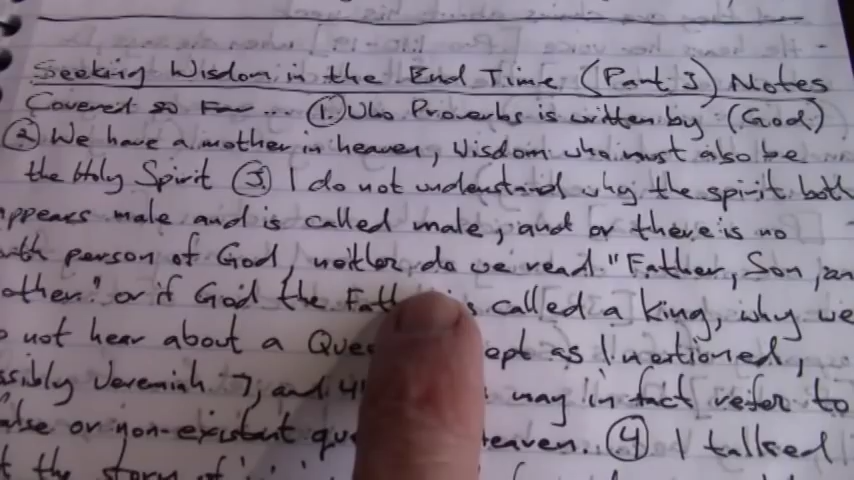 Seeking Wisdom in the End Time (Part 3) Notes
Covered so Far... 1. Who Proverbs is written by (God)
2. We have a mother in heaven, Wisdom who must also be
the Holy Spirit 3. I do not understand why the spirit both
appears male and is called male, and or there is no
person of God, neither do we read "Father, Son, an
other." or if God the Fath is called a king, why we
not hear about a Quee ept as I mentioned,
ssibly Jeremiah 7, and 4 may in fact refer to
alse or non-existent que eaven. 4 I talked
the storm of